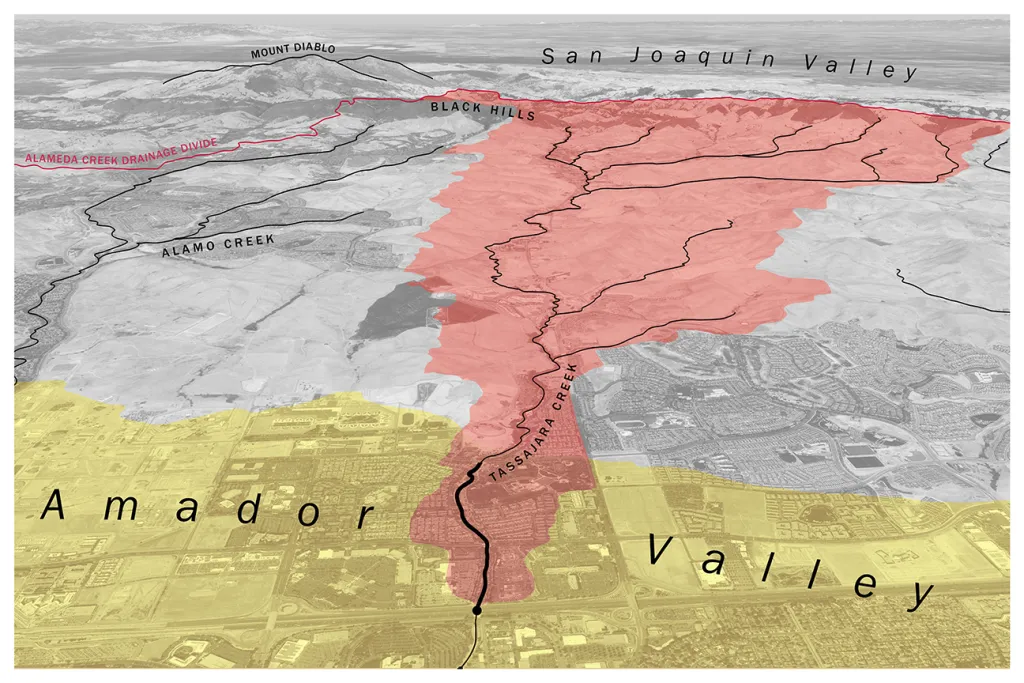 MOUNT DIABLO
San Joaquin Valley
BLACK HILLS
ALAMEDA CREEK DRAINAGE DIVIDE
ALAMO CREEK
TASSAJARA CREEK
Amador Valley